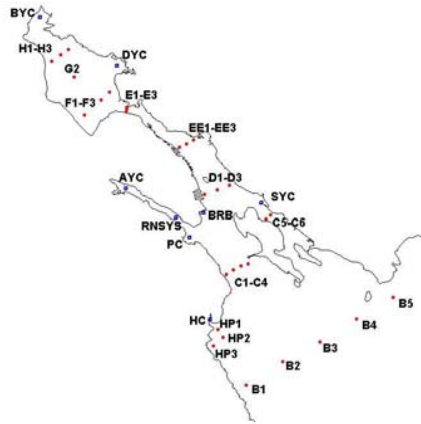 BYC
H1-H3
DYC
G2
F1-F3
E1-E3
EE1-EE3
AYC
D1-D3
SYC
RNSYS
BRB
C5-C6
PC
C1-C4
B5
HC
HP1
B4
HP2
B3
HP3
B2
B1